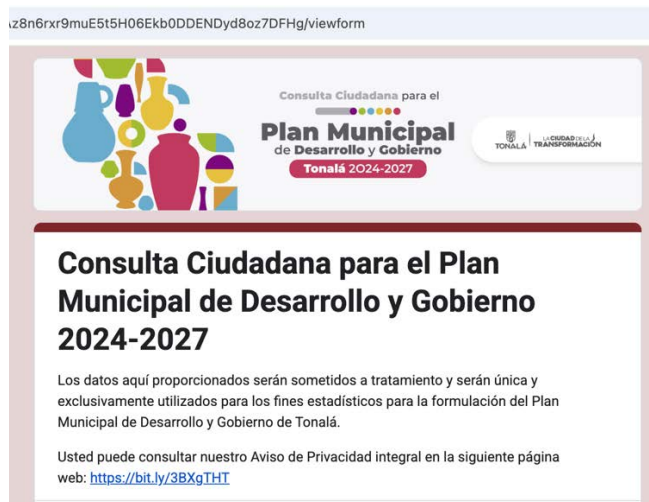 z8n6rxr9muE5t5H06Ekb0DDENDyd8oz7DFHg/viewform
Consulta Ciudadana para el
Plan Municipal
de Desarrollo y Gobierno
Tonalá 2024-2027
TONALÁ
LA CIUDAD DE LA
TRANSFORMACIÓN
Consulta Ciudadana para el Plan
Municipal de Desarrollo y Gobierno
2024-2027
Los datos aquí proporcionados serán sometidos a tratamiento y serán única y
exclusivamente utilizados para los fines estadísticos para la formulación del Plan
Municipal de Desarrollo y Gobierno de Tonalá.
Usted puede consultar nuestro Aviso de Privacidad integral en la siguiente página
web: https://bit.ly/3BXgTHT